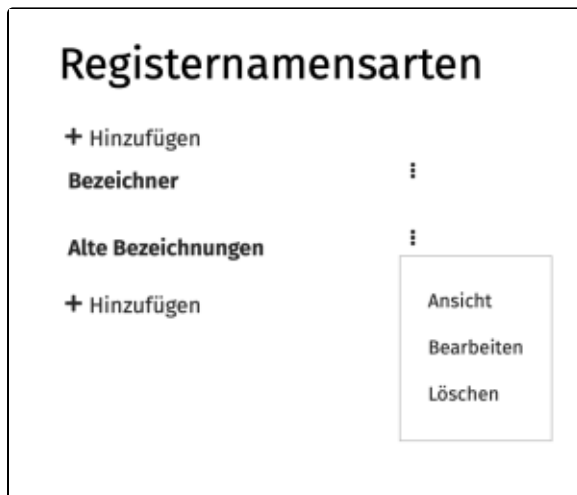 Registernamensarten
+ Hinzufügen
Bezeichner
Alte Bezeichnungen
+ Hinzufügen
Ansicht
Bearbeiten
Löschen